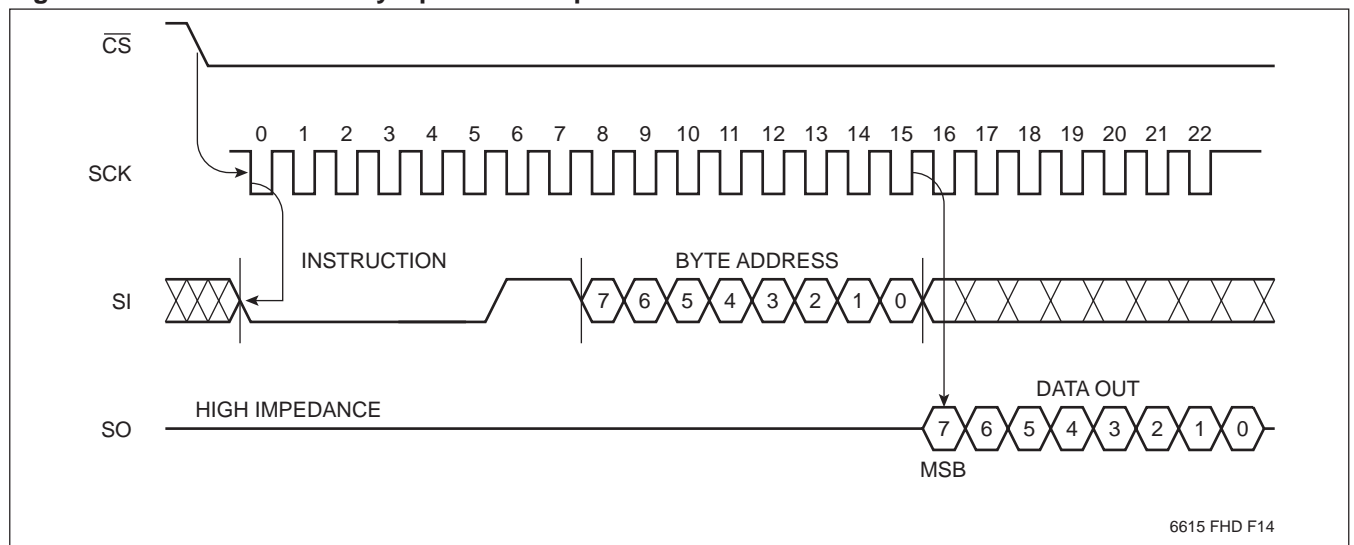 CS
0 1 2 3 4 5 6 7 8 9 10 11 12 13 14 15 16 17 18 19 20 21 22
SCK
INSTRUCTION
BYTE ADDRESS
SI
7 6 5 4 3 2 1 0
DATA OUT
HIGH IMPEDANCE
SO
7 6 5 4 3 2 1 0
MSB
6615 FHD F14